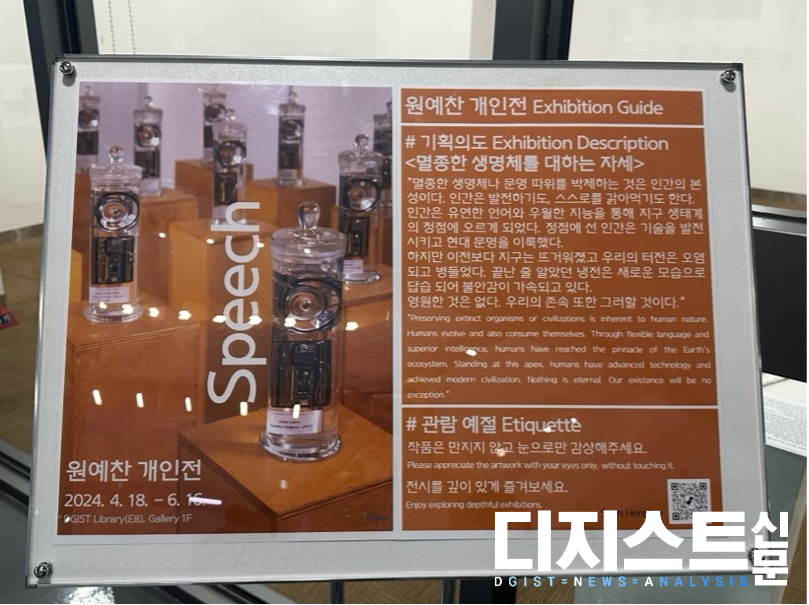 Speech
원예찬 개인전
2024. 4. 18. – 6. 16.
DGIST Library(E8), Gallery 1F
원예찬 개인전 Exhibition Guide
# 기획의도 Exhibition Description
<멸종한 생명체를 대하는 자세>
"멸종한 생명체나 문명 따위를 박제하는 것은 인간의 본
성이다. 인간은 발전하기도, 스스로를 갉아먹기도 한다.
인간은 유연한 언어와 우월한 지능을 통해 지구 생태계
의 정점에 오르게 되었다. 정점에 선 인간은 기술을 발전
시키고 현대 문명을 이룩했다.
하지만 이전보다 지구는 뜨거워졌고 우리의 터전은 오염
되고 병들었다. 끝난 줄 알았던 냉전은 새로운 모습으로
답습 되어 불안감이 가속되고 있다.
영원한 것은 없다. 우리의 존속 또한 그러할 것이다."
"Preserving extinct organisms or civilizations is inherent to human nature.
Humans evolve and also consume themselves. Through flexible language and
superior intelligence, humans have reached the pinnacle of the Earth's
ecosystem. Standing at this apex, humans have advanced technology and
achieved modern civilization. Nothing is eternal. Our existence will be no
exception."
# 관람 예절 Etiquette
작품은 만지지 않고 눈으로만 감상해주세요.
Please appreciate the artwork with your eyes only, without touching it.
전시를 깊이 있게 즐겨보세요.
Enjoy exploring depthful exhibitions.
디지스트신문
DGIST=NEWS=ANALYSIS